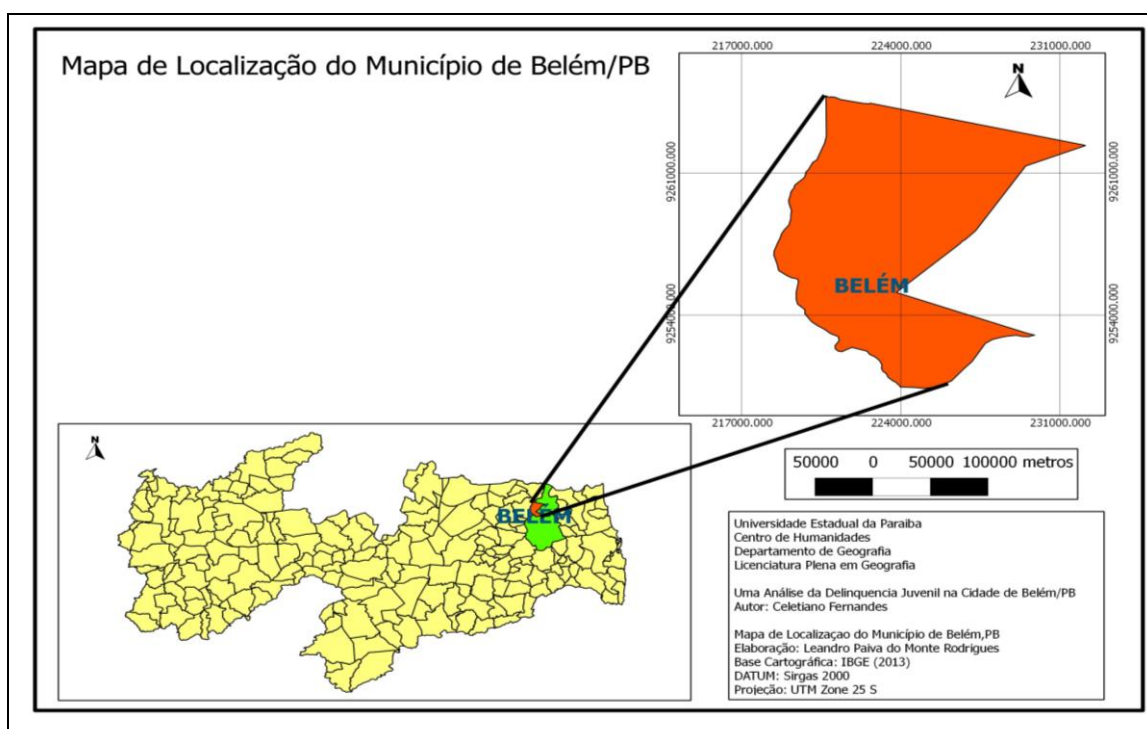 Mapa de Localização do Município de Belém/PB
217000.000 224000.000 231000.000
N
9261000.000 9261000.000
BELÉM
9254000.000 9254000.000
217000.000 224000.000 231000.000
N
BELÉM
50000 0 50000 100000 metros
Universidade Estadual da Paraiba
Centro de Humanidades
Departamento de Geografia
Licenciatura Plena em Geografia
Uma Análise da Delinquencia Juvenil na Cidade de Belém/PB
Autor: Celetiano Fernandes
Mapa de Localizaçao do Município de Belém,PB
Elaboração: Leandro Paiva do Monte Rodrigues
Base Cartográfica: IBGE (2013)
DATUM: Sirgas 2000
Projeção: UTM Zone 25 S